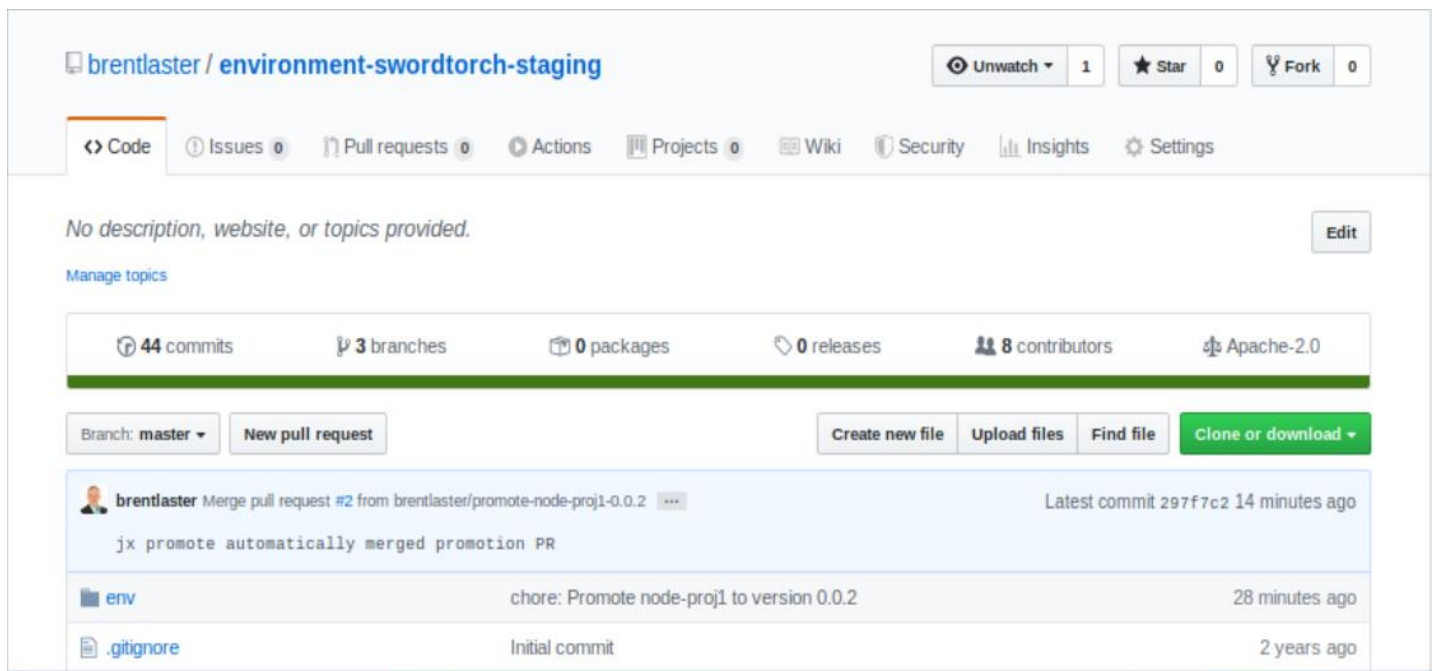 brentlaster / environment-swordtorch-staging
Unwatch 1 Star 0 Fork 0
Code Issues 0 Pull requests 0 Actions Projects 0 Wiki Security Insights Settings
No description, website, or topics provided. Edit
Manage topics
44 commits 3 branches 0 packages 0 releases 8 contributors Apache-2.0
Branch: master New pull request Create new file Upload files Find file Clone or download
brentlaster Merge pull request #2 from brentlaster/promote-node-proj1-0.0.2 ... Latest commit 297f7c2 14 minutes ago
jx promote automatically merged promotion PR
env chore: Promote node-proj1 to version 0.0.2 28 minutes ago
.gitignore Initial commit 2 years ago